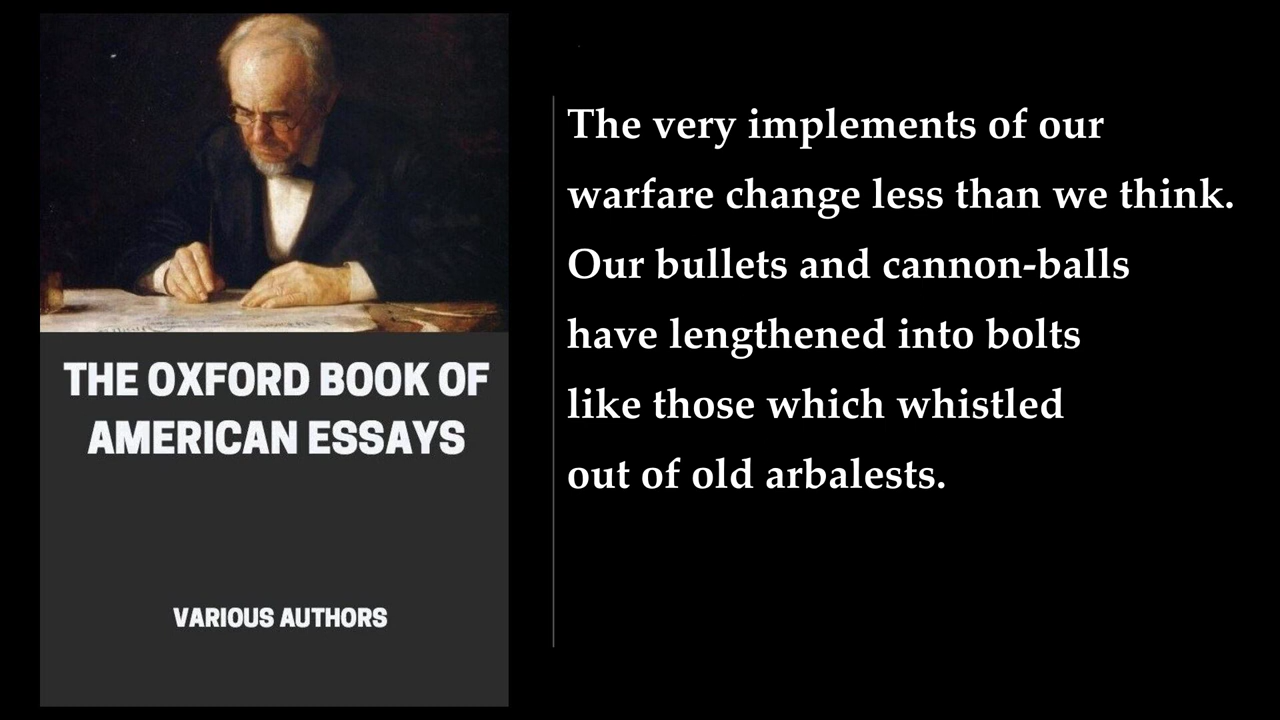 THE OXFORD BOOK OF
AMERICAN ESSAYS
VARIOUS AUTHORS
The very implements of our
warfare change less than we think.
Our bullets and cannon-balls
have lengthened into bolts
like those which whistled
out of old arbalests.